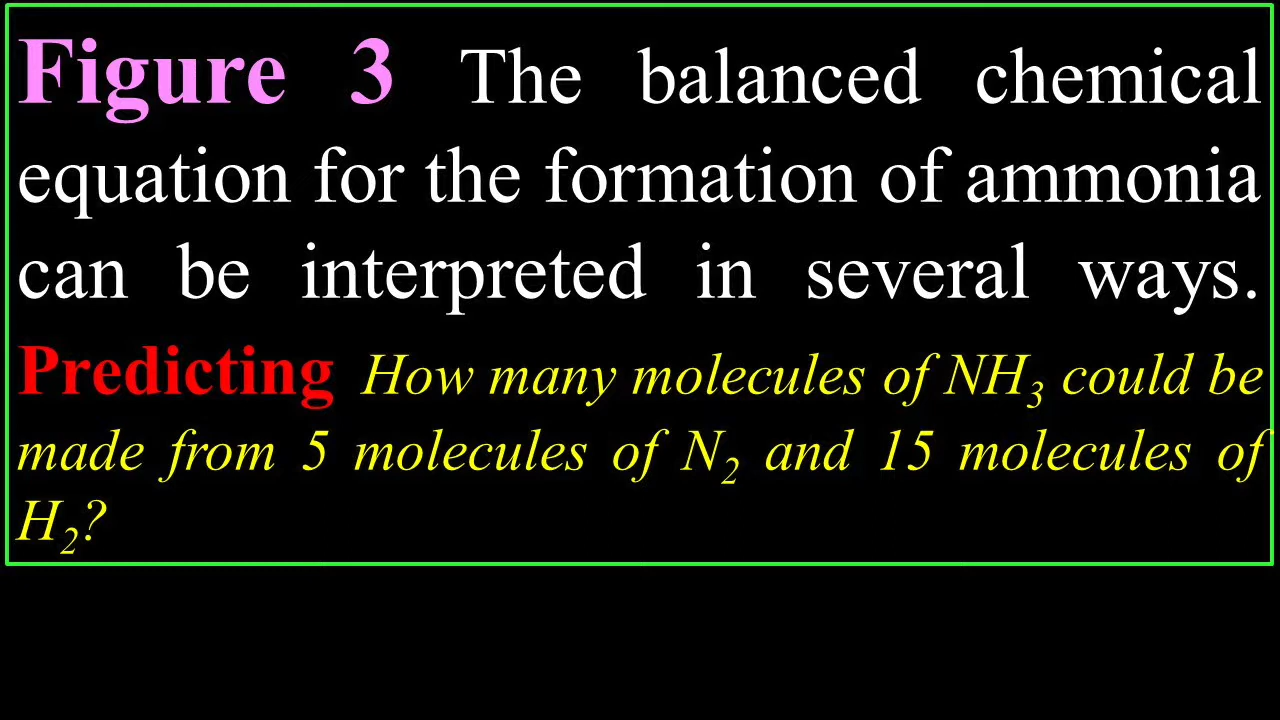 Figure 3 The balanced chemical
equation for the formation of ammonia
can be interpreted in several ways.
Predicting How many molecules of NH₃ could be
made from 5 molecules of N₂ and 15 molecules of
H₂?